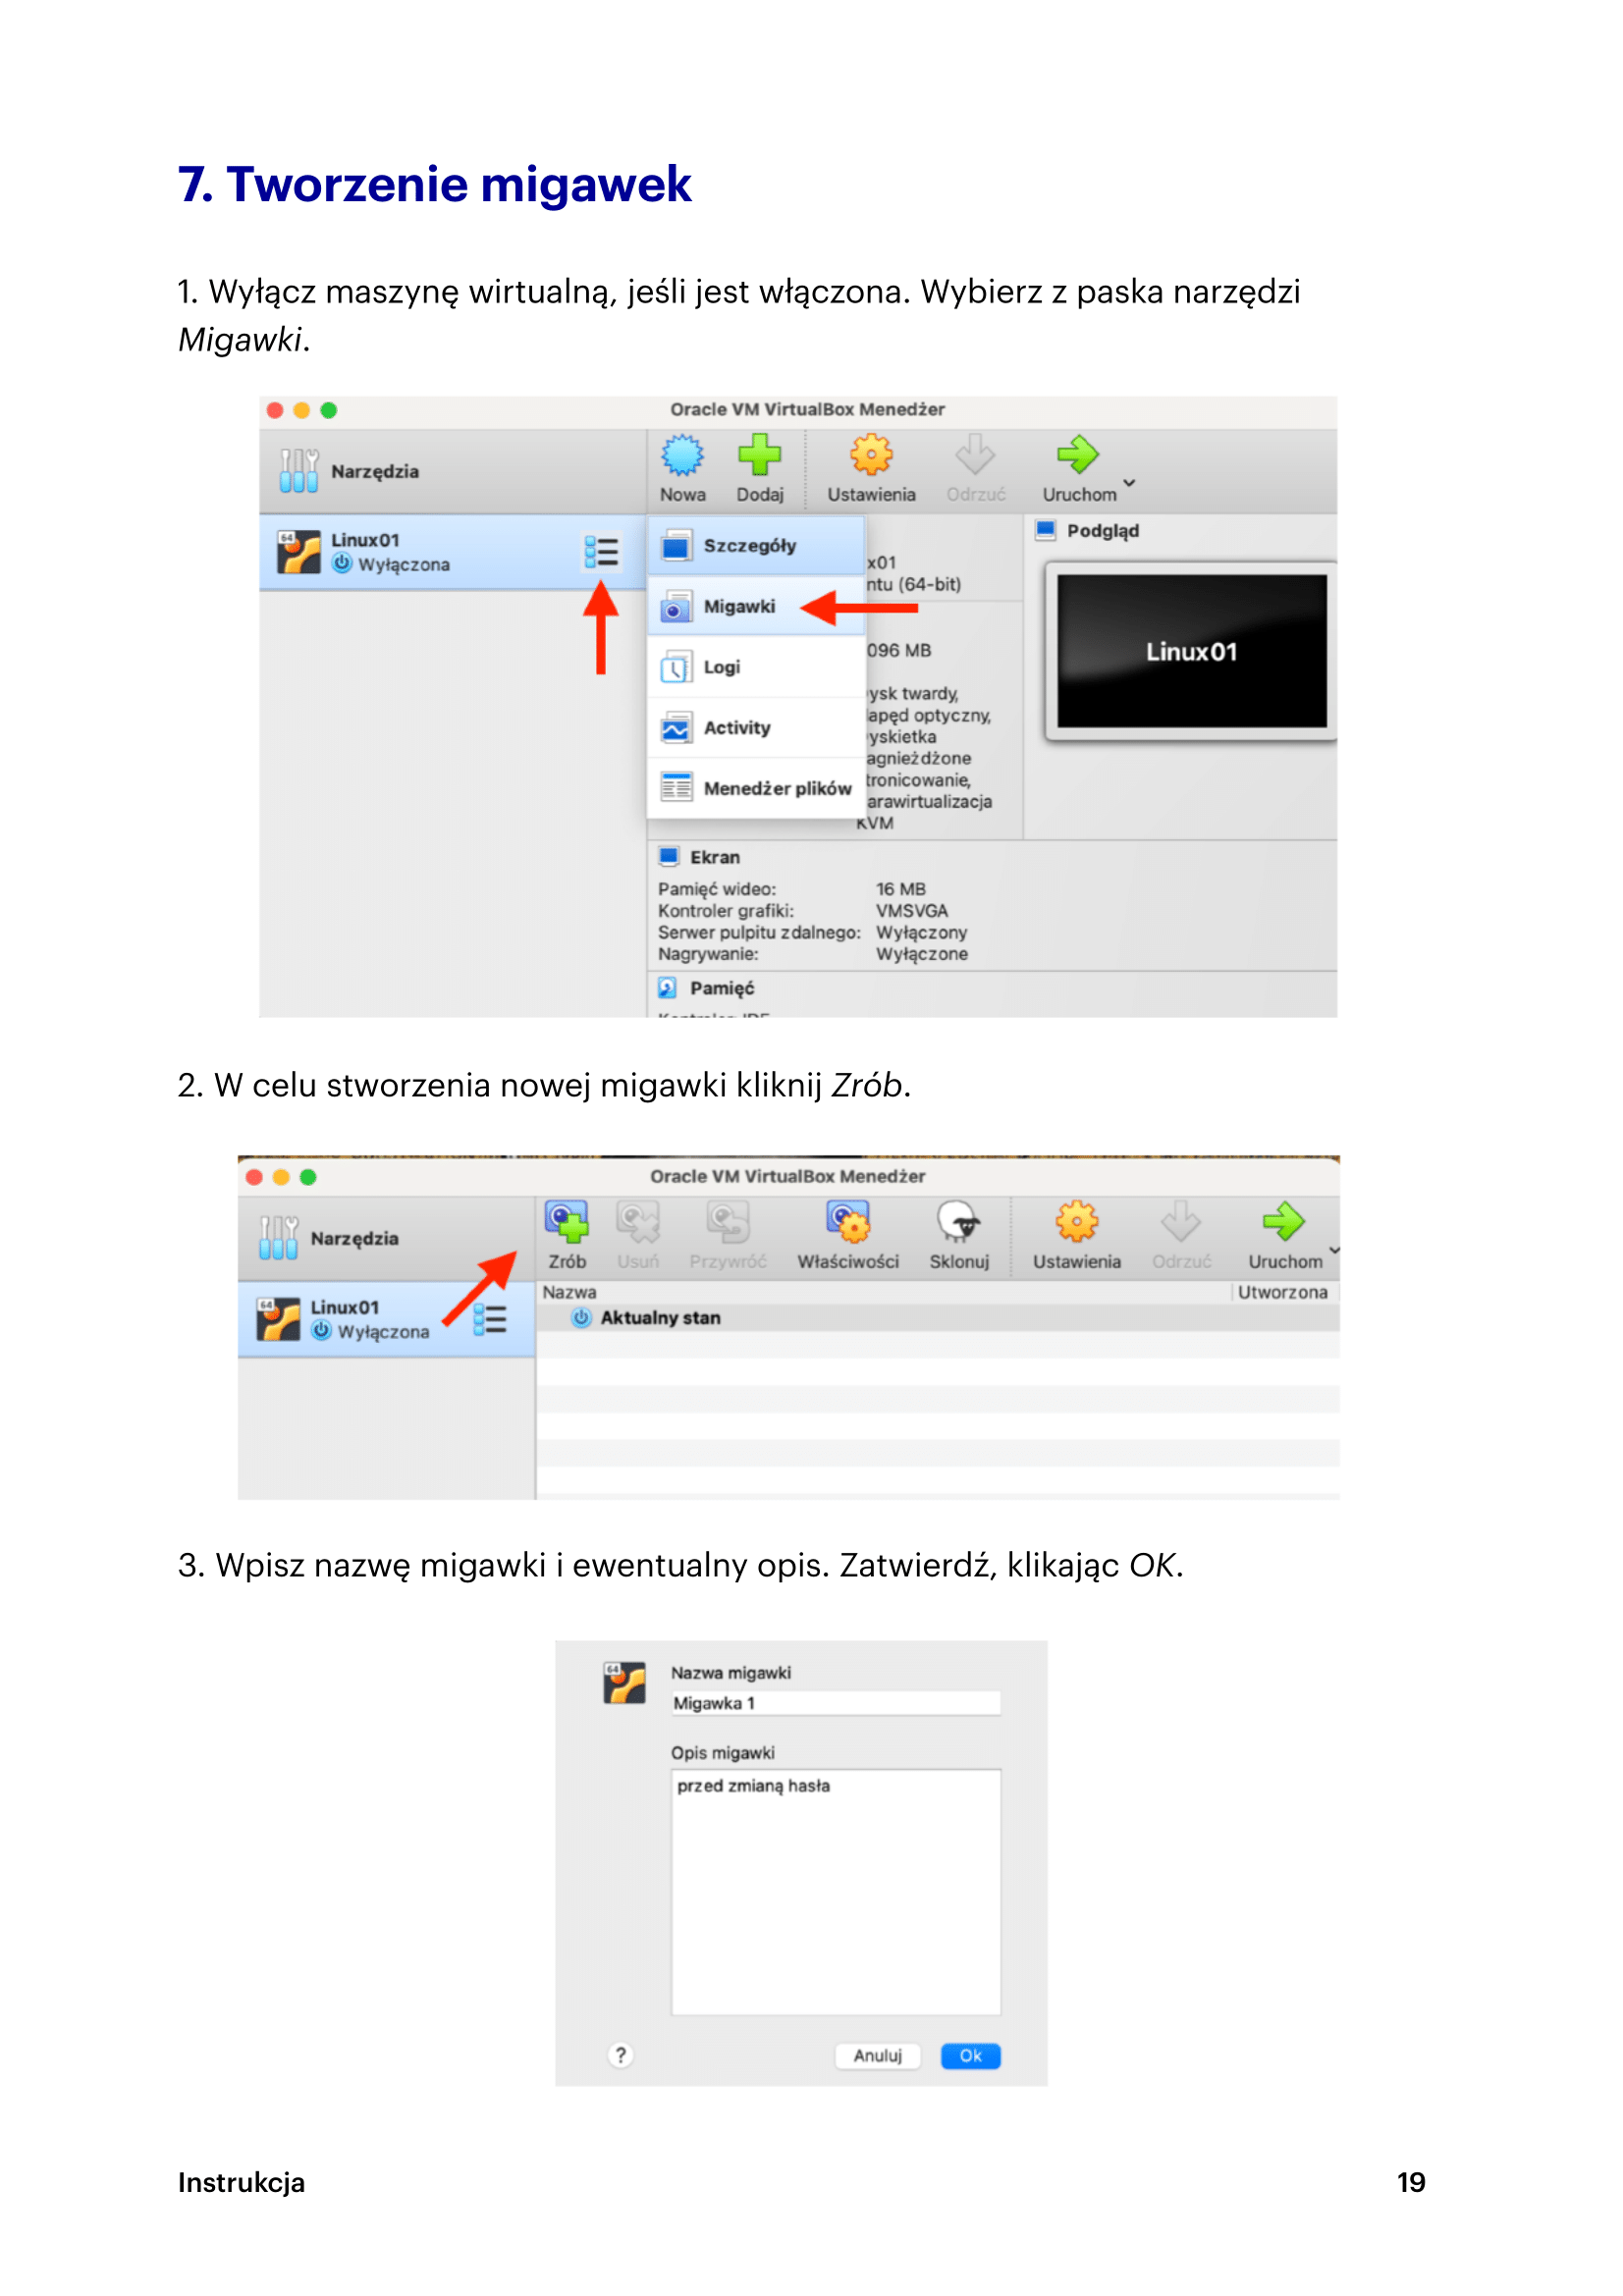 7. Tworzenie migawek
1. Wyłącz maszynę wirtualną, jeśli jest włączona. Wybierz z paska narzędzi
Migawki.
Oracle VM VirtualBox Menedżer
Narzędzia
Nowa Dodaj Ustawienia Odrzuć Uruchom
64
Linux01
Wyłączona
Szczegóły
Migawki
Logi
Activity
Menedżer plików
x01
ntu (64-bit)
096 MB
ysk twardy,
apęd optyczny,
yskietka
agnieżdżone
tronicowanie,
arawirtualizacja
KVM
Podgląd
Linux01
Ekran
Pamięć wideo: 16 MB
Kontroler grafiki: VMSVGA
Serwer pulpitu zdalnego: Wyłączony
Nagrywanie: Wyłączone
Pamięć
2. W celu stworzenia nowej migawki kliknij Zrób.
Oracle VM VirtualBox Menedżer
Narzędzia
Zrób Usuń Przywróć Właściwości Sklonuj Ustawienia Odrzuć Uruchom
64
Linux01
Wyłączona
Nazwa Utworzona
Aktualny stan
3. Wpisz nazwę migawki i ewentualny opis. Zatwierdź, klikając OK.
64
Nazwa migawki
Migawka 1
Opis migawki
przed zmianą hasła
? Anuluj Ok
Instrukcja 19